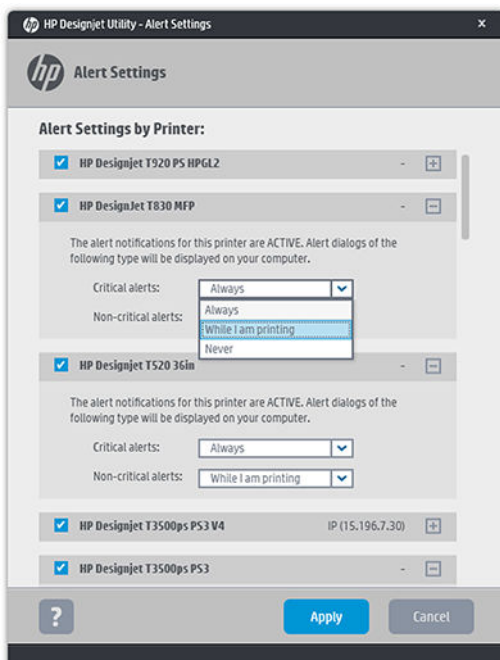 HP Designjet Utility - Alert Settings x
hp Alert Settings
Alert Settings by Printer:
HP Designjet T920 PS HPGL2 - +
HP DesignJet T830 MFP - −
The alert notifications for this printer are ACTIVE. Alert dialogs of the
following type will be displayed on your computer.
Critical alerts: Always
Non-critical alerts:
Always
While I am printing
Never
HP Designjet T520 36in - −
The alert notifications for this printer are ACTIVE. Alert dialogs of the
following type will be displayed on your computer.
Critical alerts: Always
Non-critical alerts: While I am printing
HP Designjet T3500ps PS3 V4 IP (15.196.7.30) +
HP Designjet T3500ps PS3 - −
? Apply Cancel